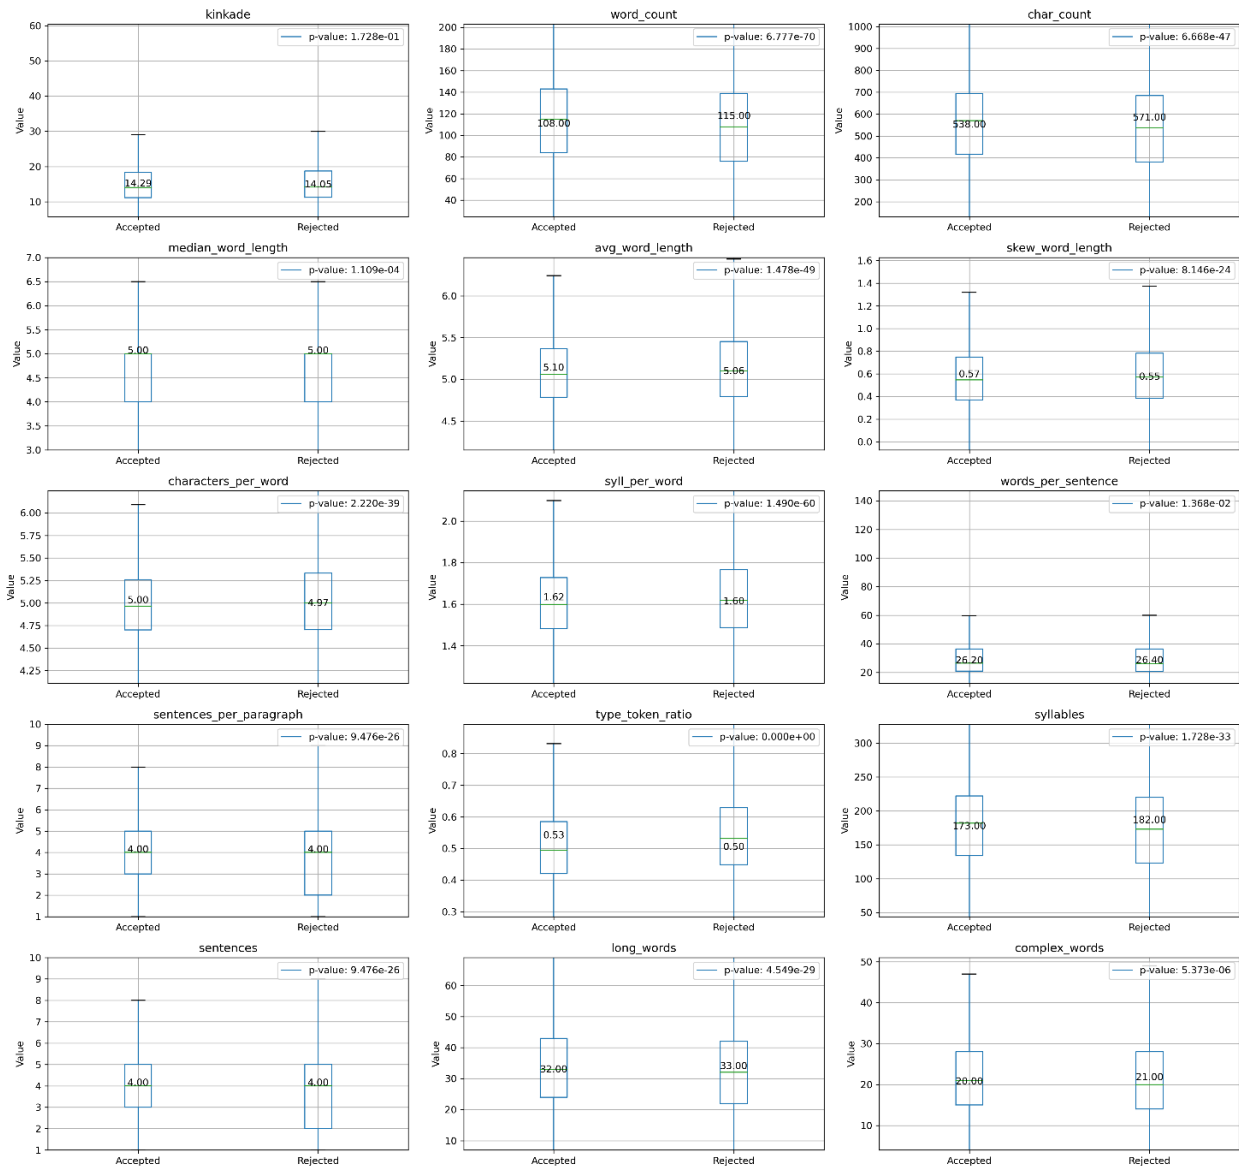 kinkade
60
50
40
30
20
10
Value
p-value: 1.728e-01
14.29
14.05
Accepted
Rejected
word_count
200
180
160
140
120
100
80
60
40
Value
p-value: 6.777e-70
108.00
115.00
Accepted
Rejected
char_count
1000
900
800
700
600
500
400
300
200
Value
p-value: 6.668e-47
538.00
571.00
Accepted
Rejected
median_word_length
7.0
6.5
6.0
5.5
5.0
4.5
4.0
3.5
3.0
Value
p-value: 1.109e-04
5.00
5.00
Accepted
Rejected
avg_word_length
6.0
5.5
5.0
4.5
Value
p-value: 1.478e-49
5.10
5.06
Accepted
Rejected
skew_word_length
1.6
1.4
1.2
1.0
0.8
0.6
0.4
0.2
0.0
Value
p-value: 8.146e-24
0.57
0.55
Accepted
Rejected
characters_per_word
6.00
5.75
5.50
5.25
5.00
4.75
4.50
4.25
Value
p-value: 2.220e-39
5.00
4.97
Accepted
Rejected
syll_per_word
2.0
1.8
1.6
1.4
Value
p-value: 1.490e-60
1.62
1.60
Accepted
Rejected
words_per_sentence
140
120
100
80
60
40
20
Value
p-value: 1.368e-02
26.20
26.40
Accepted
Rejected
sentences_per_paragraph
10
9
8
7
6
5
4
3
2
1
Value
p-value: 9.476e-26
4.00
4.00
Accepted
Rejected
type_token_ratio
0.8
0.7
0.6
0.5
0.4
0.3
Value
p-value: 0.000e+00
0.53
0.50
Accepted
Rejected
syllables
300
250
200
150
100
50
Value
p-value: 1.728e-33
173.00
182.00
Accepted
Rejected
sentences
10
9
8
7
6
5
4
3
2
1
Value
p-value: 9.476e-26
4.00
4.00
Accepted
Rejected
long_words
60
50
40
30
20
10
Value
p-value: 4.549e-29
32.00
33.00
Accepted
Rejected
complex_words
50
40
30
20
10
Value
p-value: 5.373e-06
20.00
21.00
Accepted
Rejected